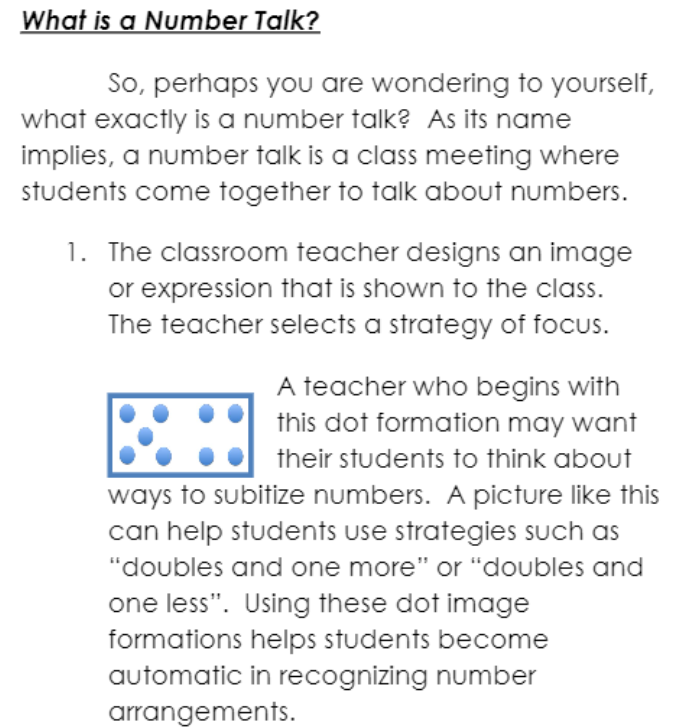 What is a Number Talk?
So, perhaps you are wondering to yourself,
what exactly is a number talk?  As its name
implies, a number talk is a class meeting where
students come together to talk about numbers.
1. The classroom teacher designs an image
or expression that is shown to the class.
The teacher selects a strategy of focus.
A teacher who begins with
this dot formation may want
their students to think about
ways to subitize numbers.  A picture like this
can help students use strategies such as
“doubles and one more” or “doubles and
one less”.  Using these dot image
formations helps students become
automatic in recognizing number
arrangements.